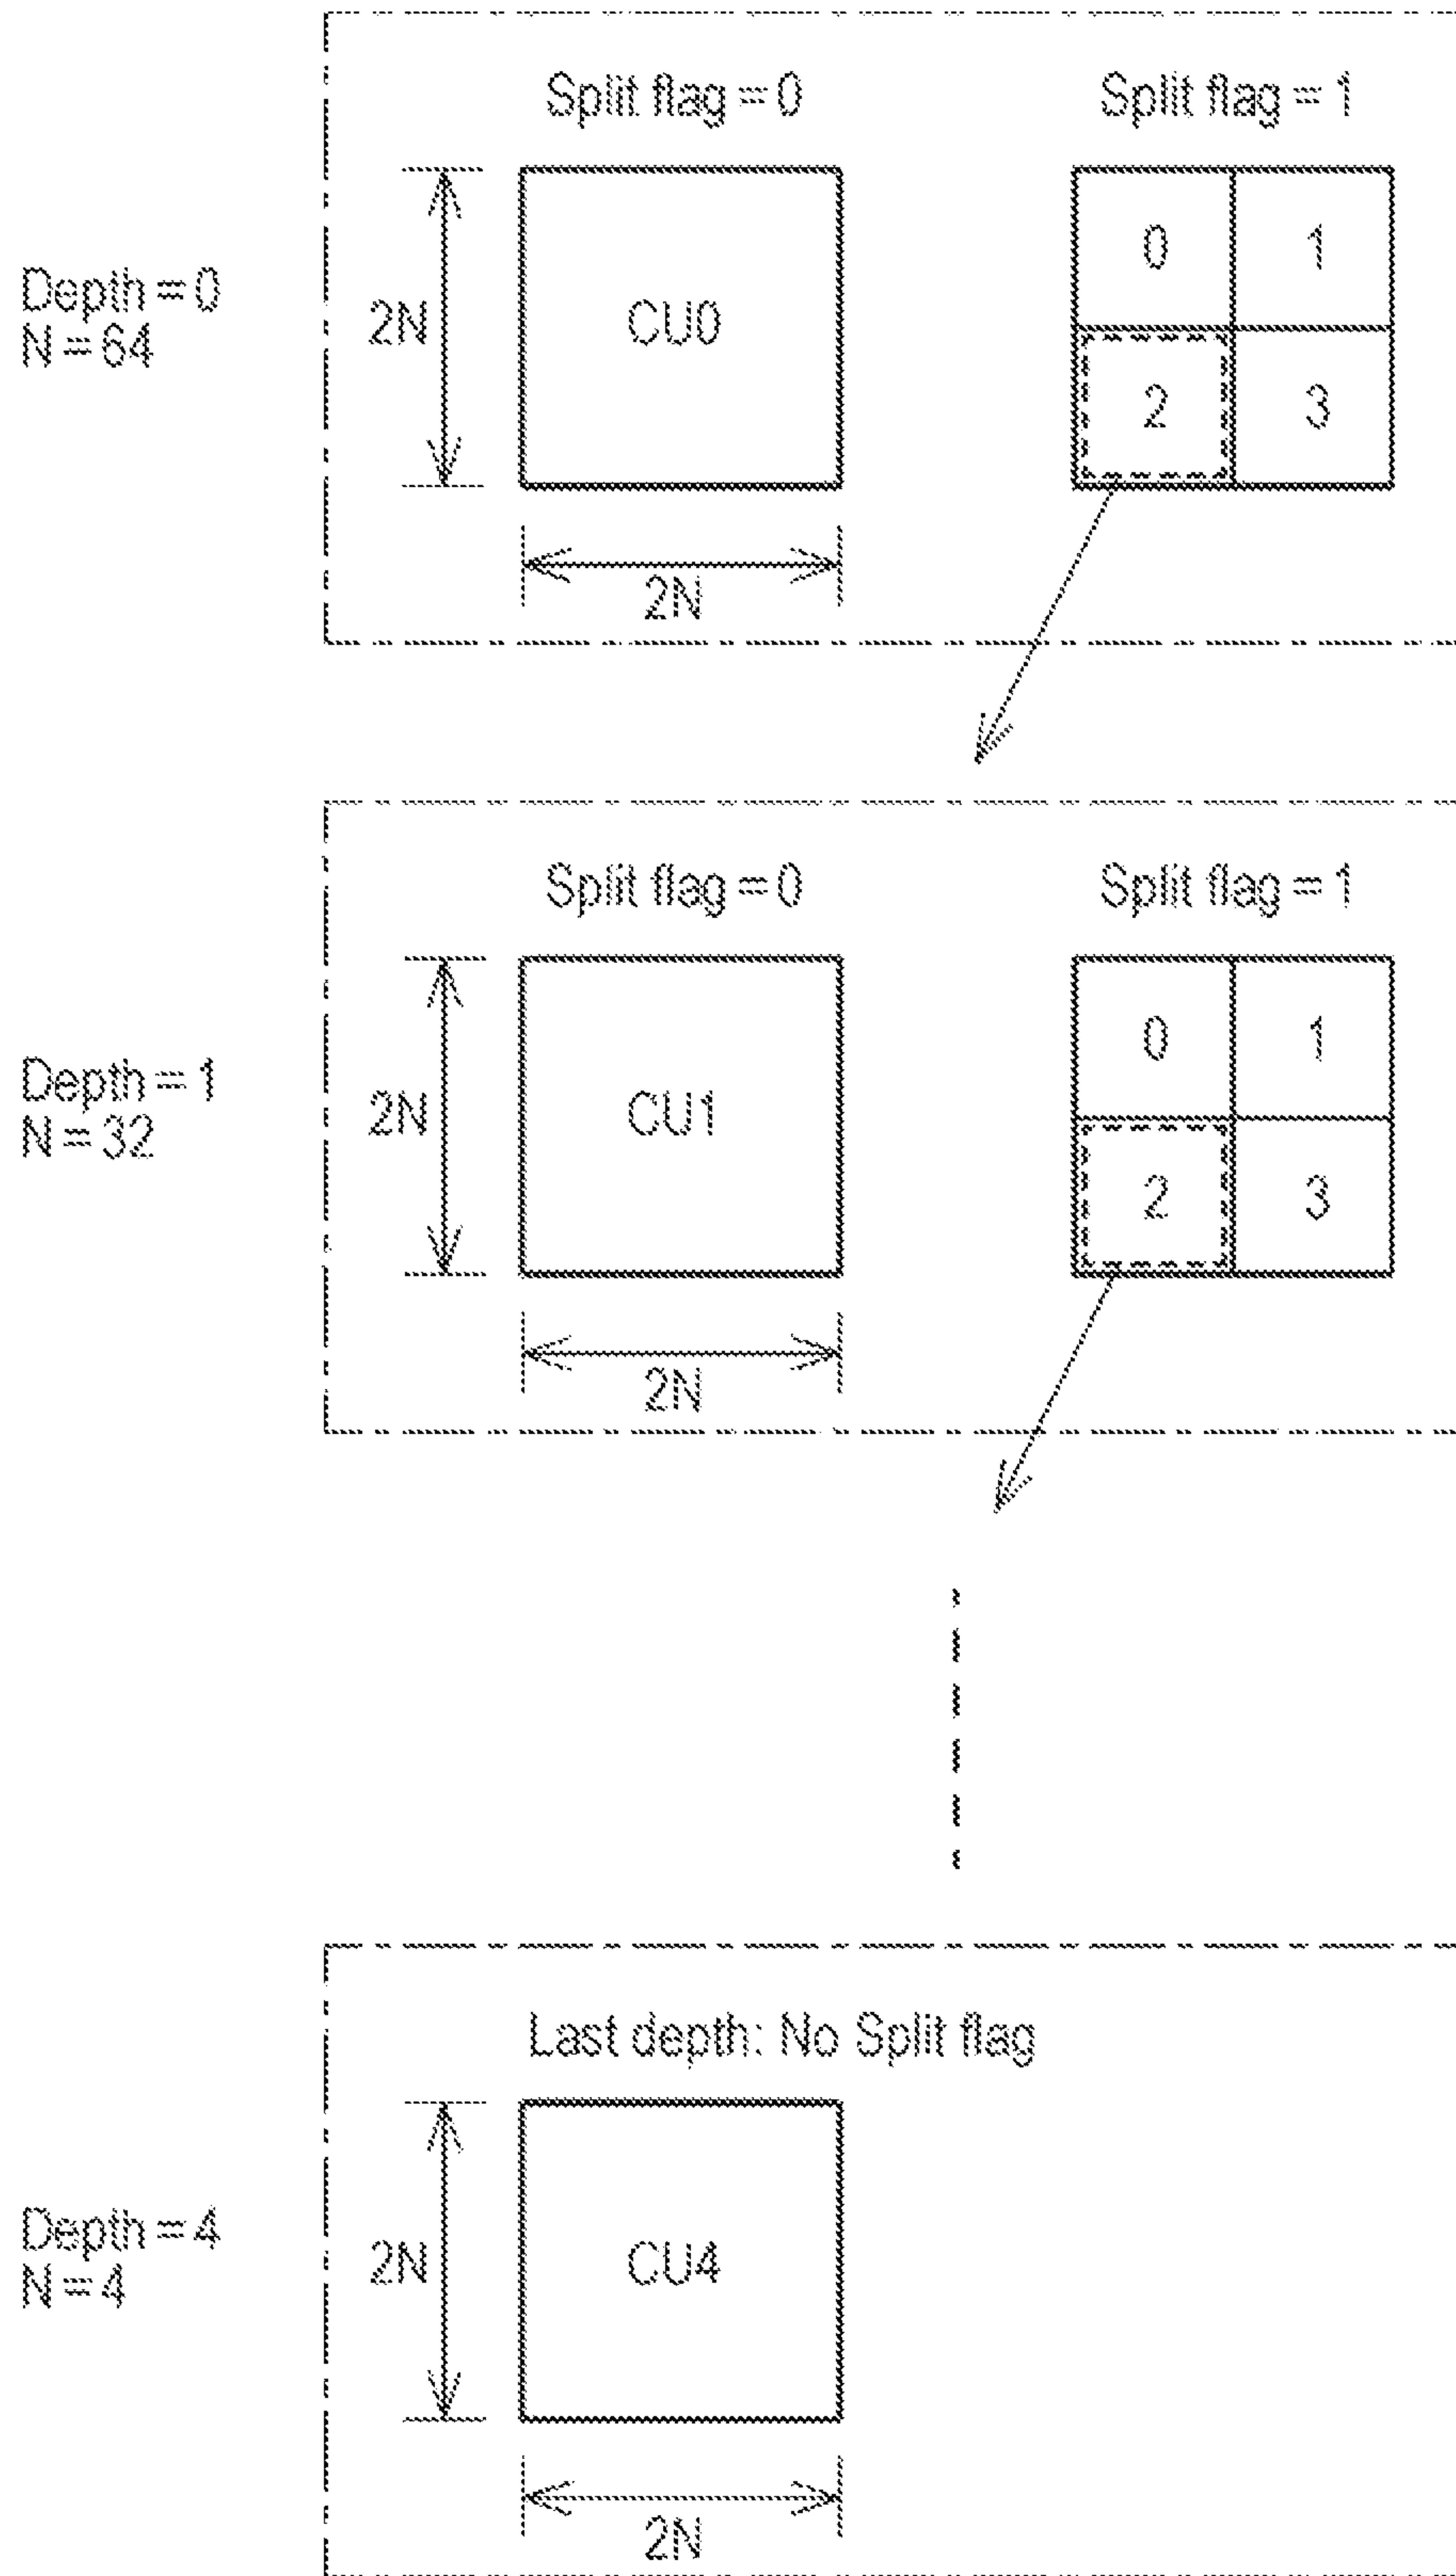 Split flag = 0
Split flag = 1
Depth = 0
N = 64
2N
CU0
0
1
2
3
2N
Split flag = 0
Split flag = 1
Depth = 1
N = 32
2N
CU1
0
1
2
3
2N
Last depth: No Split flag
Depth = 4
N = 4
2N
CU4
2N